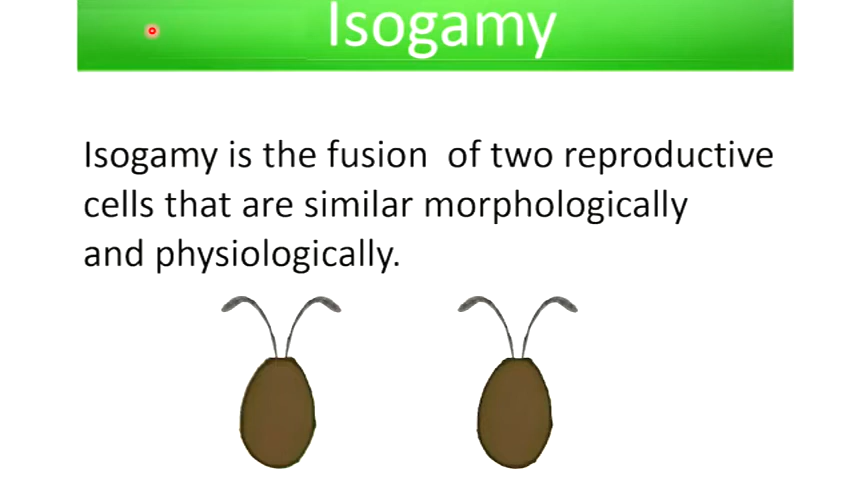 Isogamy
Isogamy is the fusion of two reproductive
cells that are similar morphologically
and physiologically.